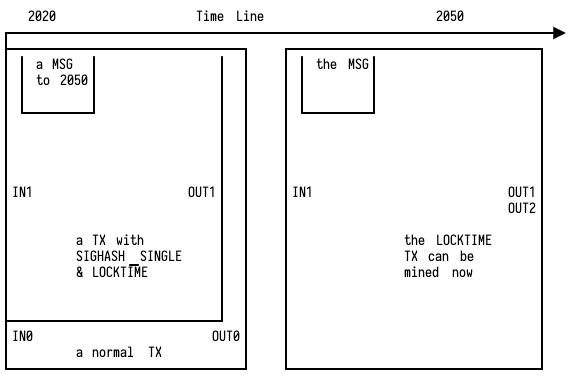 2020 Time Line 2050
a MSG
to 2050
the MSG
IN1 OUT1
IN1 OUT1
OUT2
a TX with
SIGHASH_SINGLE
& LOCKTIME
the LOCKTIME
TX can be
mined now
IN0 OUT0
a normal TX